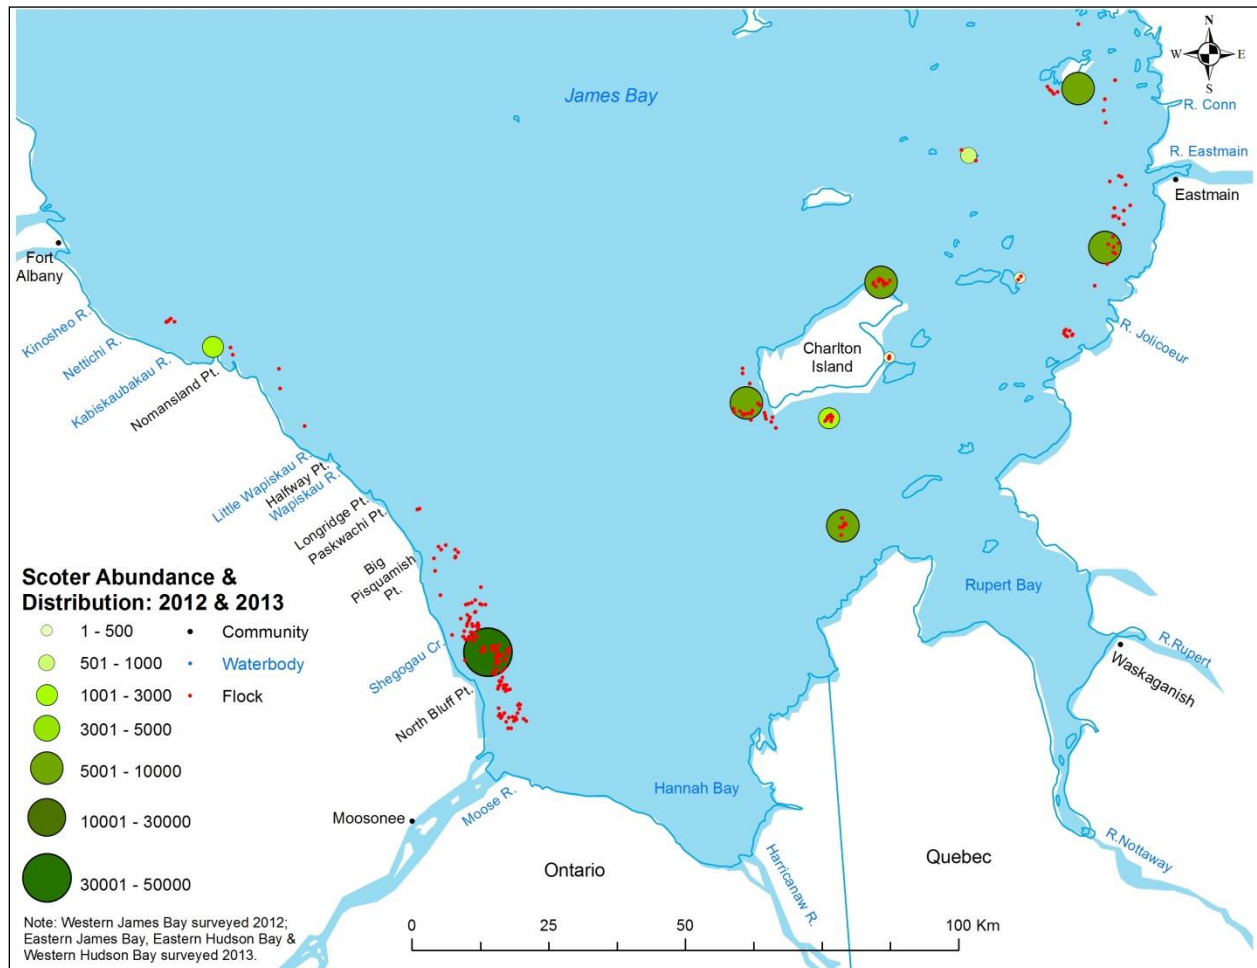 N
W E
S
James Bay
R. Conn
R. Eastmain
Eastmain
Fort
Albany
Kinosheo R.
Nettichi R.
Kabiskaubakau R.
Nomansland Pt.
R. Jolicoeur
Charlton
Island
Little Wapiskau R.
Halfway Pt.
Wapiskau R.
Longridge Pt.
Paskwachi Pt.
Big
Pisquamish
Pt.
Rupert Bay
Shegogau Cr.
North Bluff Pt.
R.Rupert
Waskaganish
Scoter Abundance &
Distribution: 2012 & 2013
1 - 500
Community
501 - 1000
Waterbody
1001 - 3000
Flock
3001 - 5000
5001 - 10000
10001 - 30000
30001 - 50000
Hannah Bay
Moosonee
Moose R.
R.Nottaway
Ontario
Quebec
Harricanaw R.
Note: Western James Bay surveyed 2012;
Eastern James Bay, Eastern Hudson Bay &
Western Hudson Bay surveyed 2013.
0 25 50 100 Km